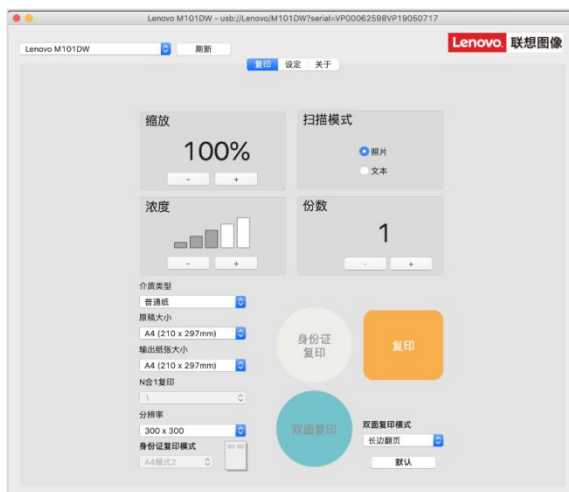 Lenovo M101DW - usb://Lenovo/M101DW?serial=VP00062598VP19050717
Lenovo M101DW
刷新
Lenovo. 联想图像
复印 设定 关于
缩放
100%
- +
扫描模式
照片
文本
浓度
- +
份数
1
- +
介质类型
普通纸
原稿大小
A4 (210 x 297mm)
输出纸张大小
A4 (210 x 297mm)
N合1复印
1
分辨率
300 x 300
身份证复印模式
A4模式2
身份证
复印
复印
双面复印
双面复印模式
长边翻页
默认